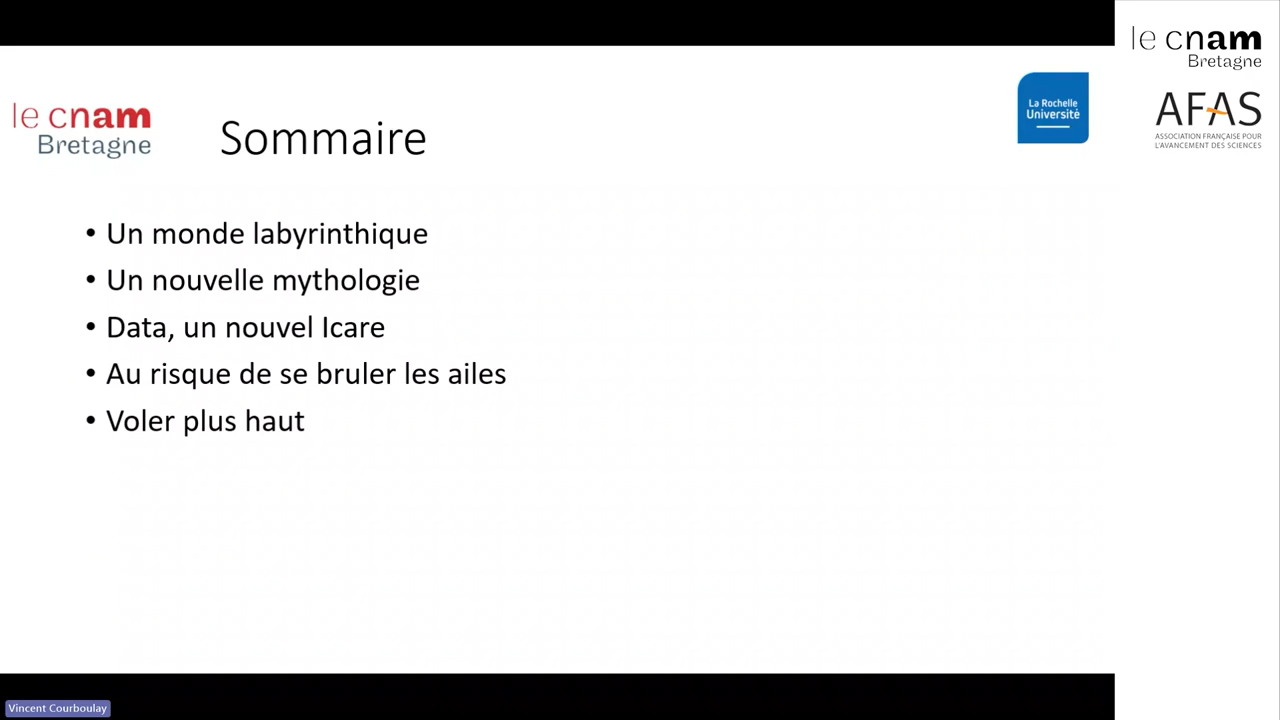 le cnam
Bretagne
Sommaire
La Rochelle
Université
le cnam
Bretagne
AFAS
ASSOCIATION FRANÇAISE POUR
L'AVANCEMENT DES SCIENCES
• Un monde labyrinthique
• Un nouvelle mythologie
• Data, un nouvel Icare
• Au risque de se bruler les ailes
• Voler plus haut
Vincent Courboulay